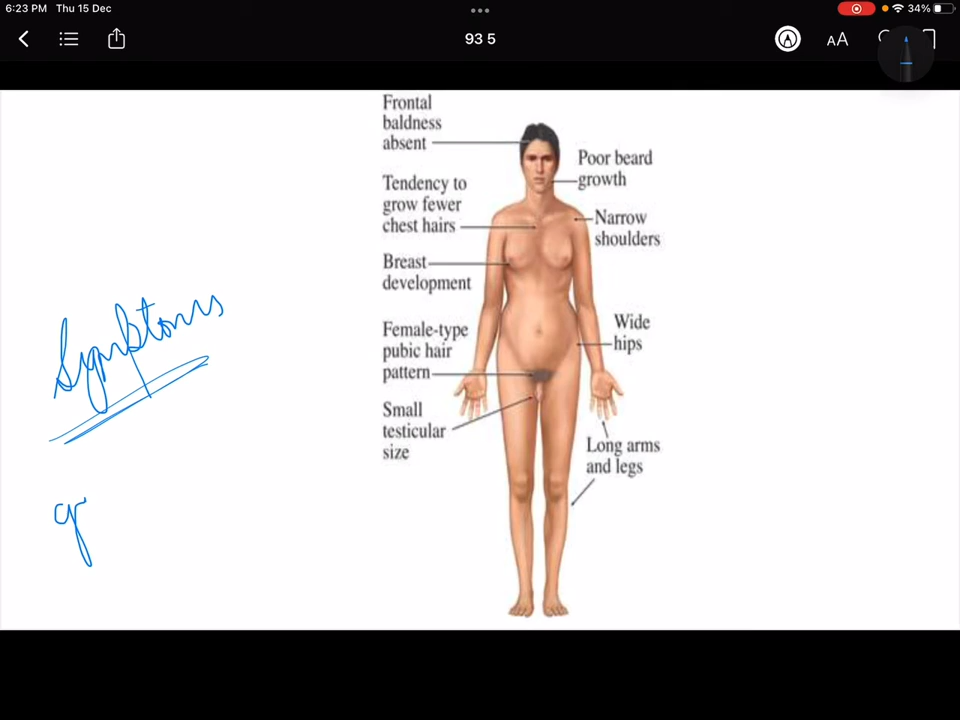 6:23 PM Thu 15 Dec
34%
93 5
AA
Frontal
baldness
absent
Poor beard
growth
Tendency to
grow fewer
chest hairs
Narrow
shoulders
Breast
development
Wide
hips
Female-type
pubic hair
pattern
Small
testicular
size
Long arms
and legs
Symptoms